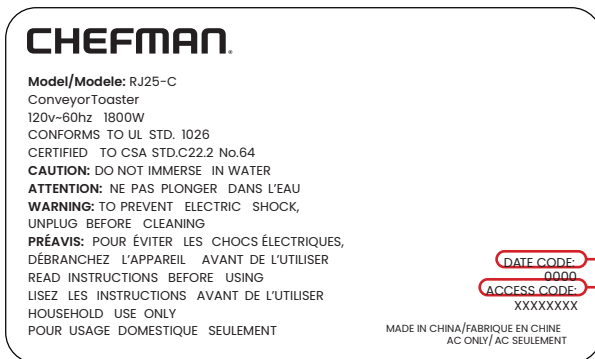 CHEFMAN®
Model/Modele: RJ25-C
ConveyorToaster
120v~60hz 1800W
CONFORMS TO UL STD. 1026
CERTIFIED TO CSA STD.C22.2 No.64
CAUTION: DO NOT IMMERSE IN WATER
ATTENTION: NE PAS PLONGER DANS L'EAU
WARNING: TO PREVENT ELECTRIC SHOCK,
UNPLUG BEFORE CLEANING
PRÉAVIS: POUR ÉVITER LES CHOCS ÉLECTRIQUES,
DÉBRANCHEZ L'APPAREIL AVANT DE L'UTILISER
READ INSTRUCTIONS BEFORE USING
LISEZ LES INSTRUCTIONS AVANT DE L'UTILISER
HOUSEHOLD USE ONLY
POUR USAGE DOMESTIQUE SEULEMENT
DATE CODE:
0000
ACCESS CODE:
XXXXXXXX
MADE IN CHINA/FABRIQUE EN CHINE
AC ONLY/ AC SEULEMENT